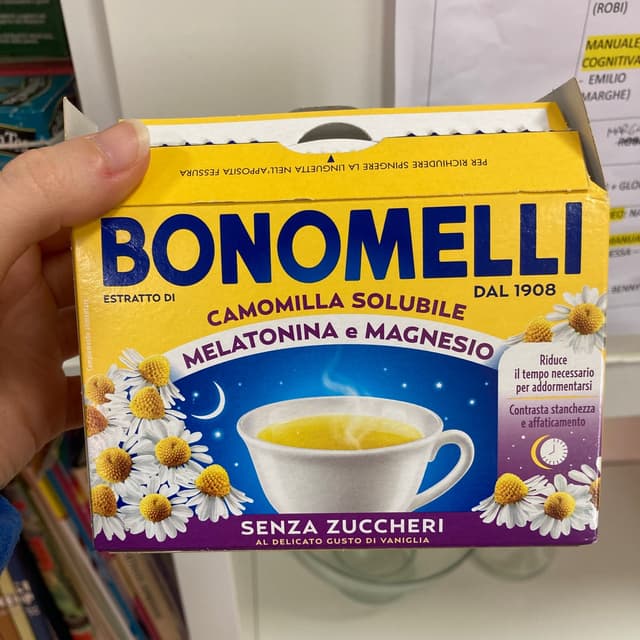 (ROBI)
MANUALE
COGNITIVA
- EMILIO
MARGHE)
PER RICHIUDERE SPINGERE LA LINGUETTA NELL'APPOSITA FESSURA
BONOMELLI
ESTRATTO DI
DAL 1908
CAMOMILLA SOLUBILE
MELATONINA e MAGNESIO
Riduce
il tempo necessario
per addormentarsi
Contrasta stanchezza
e affaticamento
SENZA ZUCCHERI
AL DELICATO GUSTO DI VANIGLIA